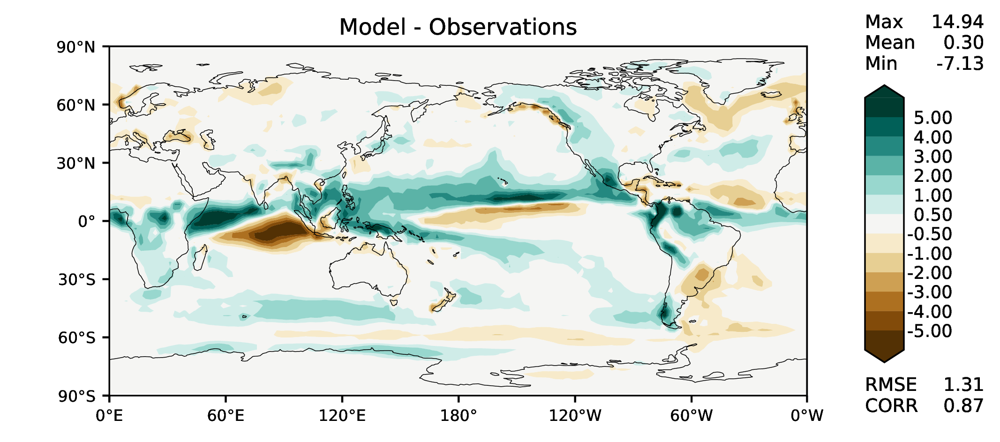 Model - Observations
Max 14.94
Mean 0.30
Min -7.13
90°N
60°N
30°N
0°
30°S
60°S
90°S
0°E 60°E 120°E 180° 120°W 60°W 0°W
5.00
4.00
3.00
2.00
1.00
0.50
-0.50
-1.00
-2.00
-3.00
-4.00
-5.00
RMSE 1.31
CORR 0.87